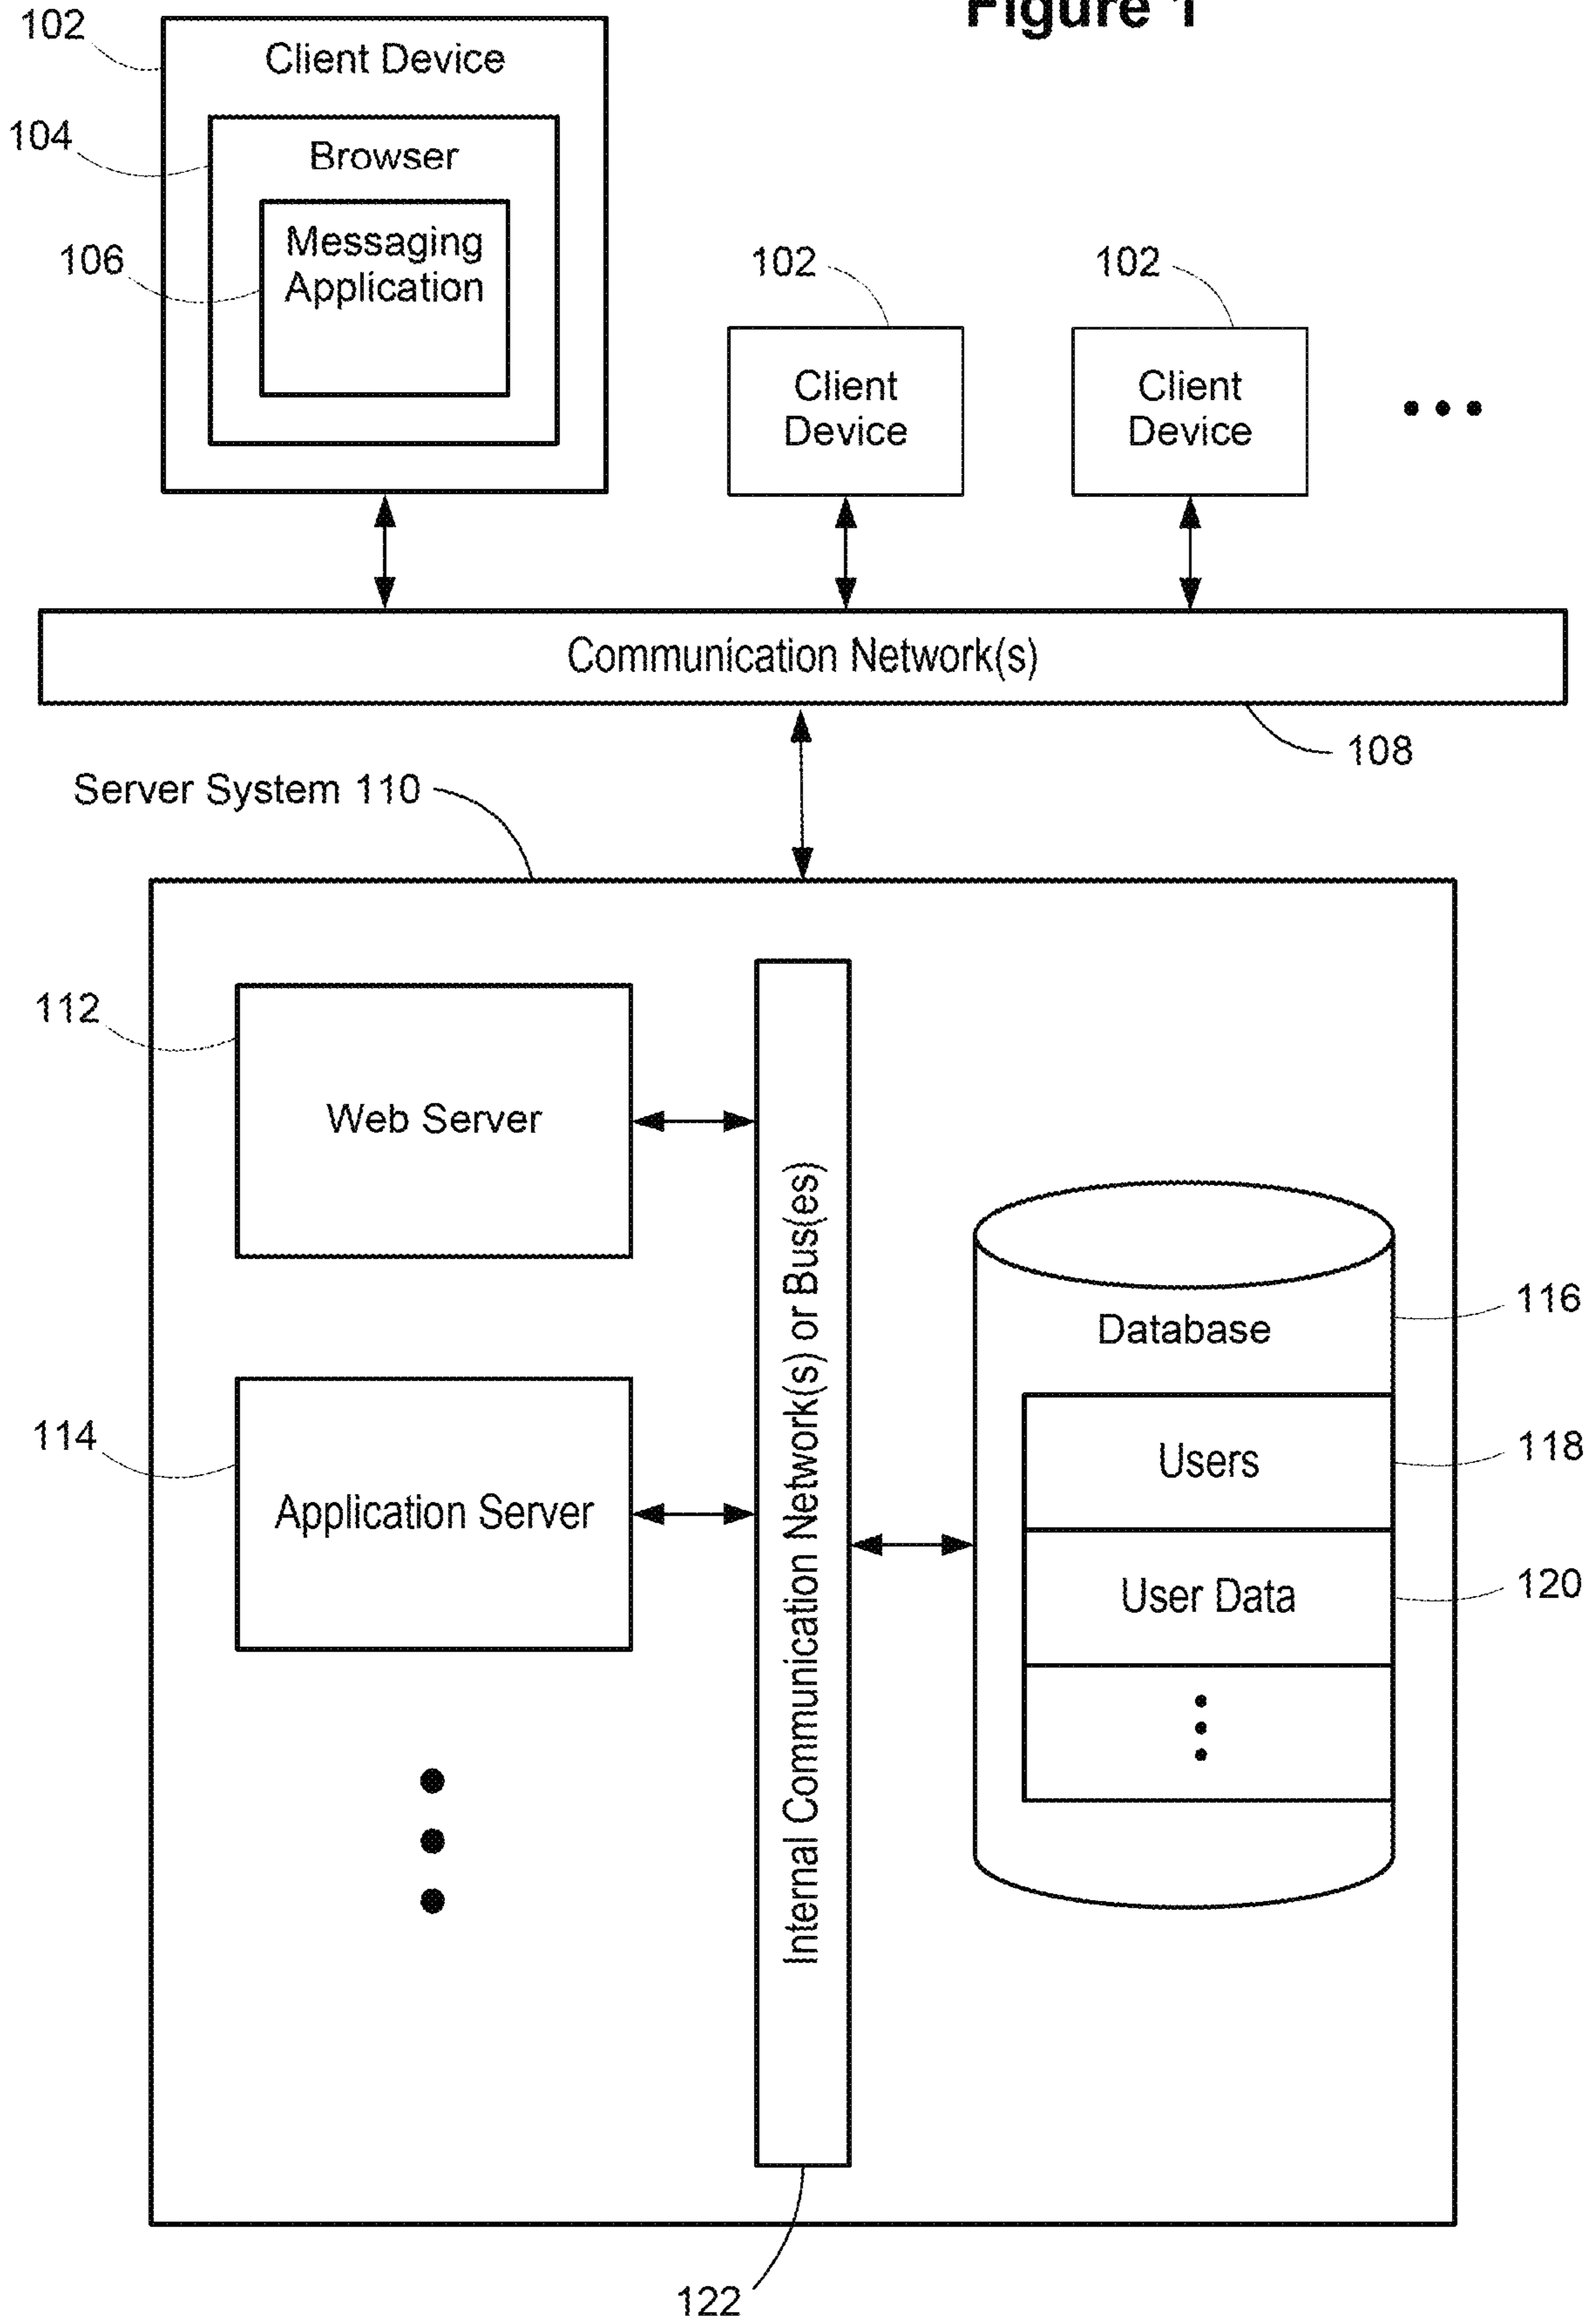 Figure 1
102
Client Device
104
Browser
106
Messaging
Application
102
102
Client
Device
Client
Device
Communication Network(s)
108
Server System 110
112
Web Server
Internal Communication Network(s) or Bus(es)
116
Database
114
Application Server
Users
118
User Data
120
122